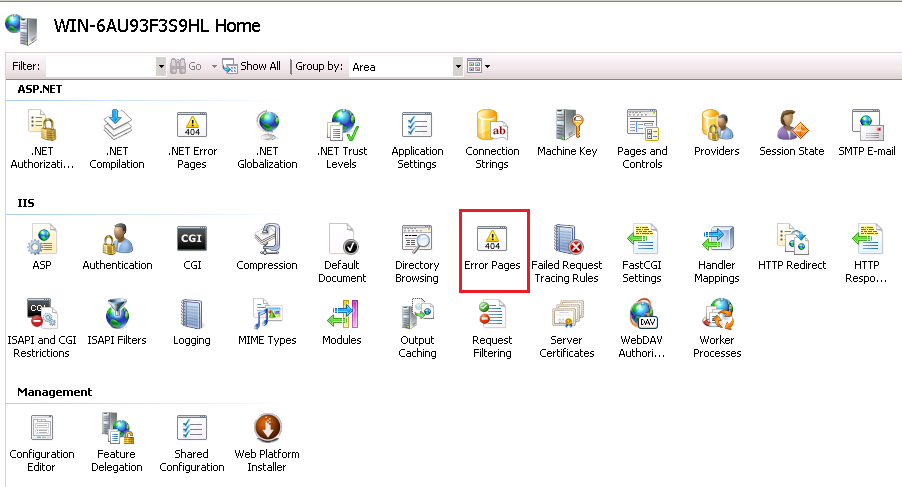 WIN-6AU93F3S9HL Home
Filter: Go Show All Group by: Area
ASP.NET
.NET .NET .NET Error .NET .NET Trust Application Connection Machine Key Pages and Providers Session State SMTP E-mail
Authorizati... Compilation Pages Globalization Levels Settings Strings Controls
404 ab
IIS
CGI 404
ASP Authentication CGI Compression Default Directory Error Pages Failed Request FastCGI Handler HTTP Redirect HTTP
Document Browsing Tracing Rules Settings Mappings Respo...
CGI DAV
ISAPI and CGI ISAPI Filters Logging MIME Types Modules Output Request Server WebDAV Worker
Restrictions Caching Filtering Certificates Authori... Processes
Management
Configuration Feature Shared Web Platform
Editor Delegation Configuration Installer